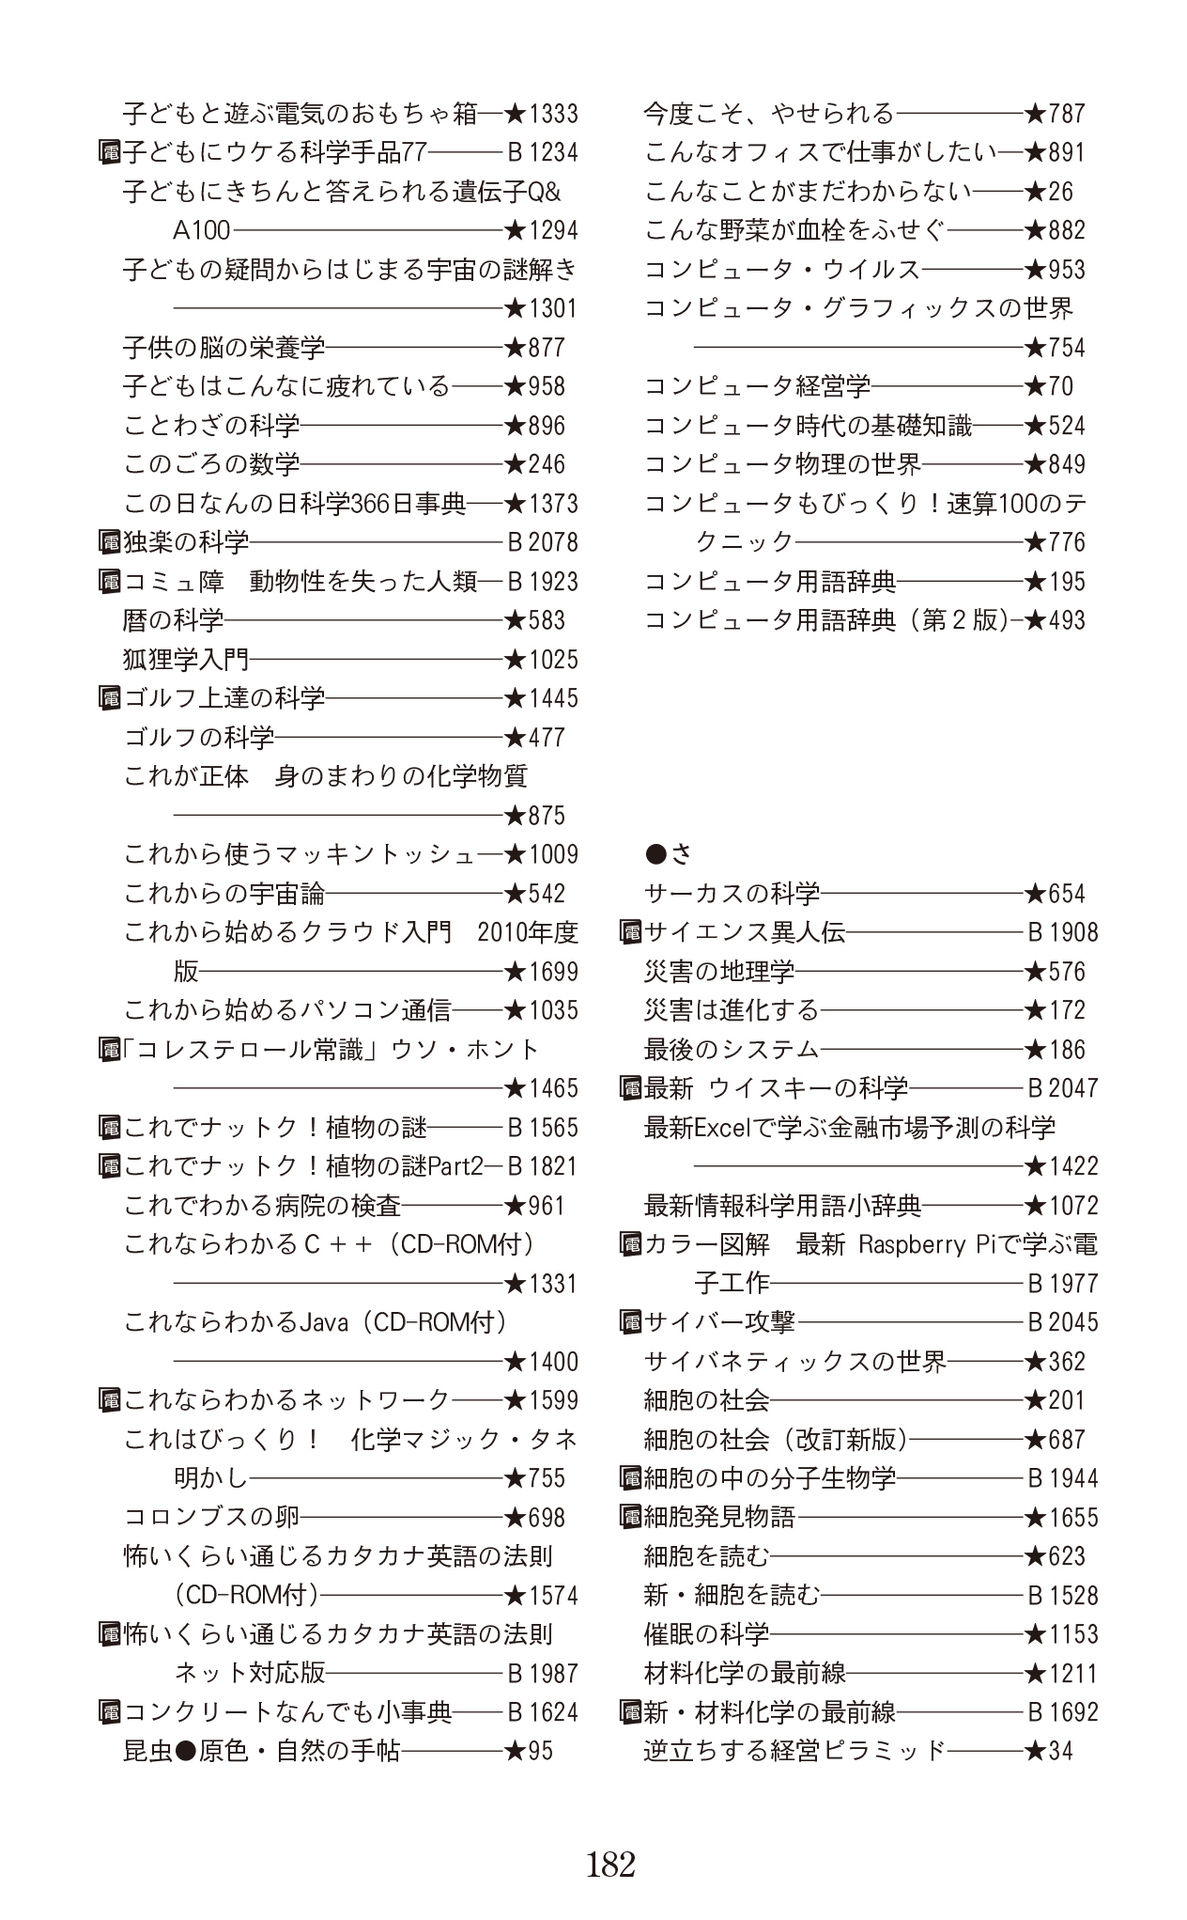 子どもと遊ぶ電気のおもちゃ箱―★1333
電子どもにウケる科学手品77―――B1234
子どもにきちんと答えられる遺伝子Q&
A100―――★1294
子どもの疑問からはじまる宇宙の謎解き
―――★1301
子供の脳の栄養学―――★877
子どもはこんなに疲れている――★958
ことわざの科学―――★896
このごろの数学―――★246
この日なんの日科学366日事典―★1373
電独楽の科学―――B2078
電コミュ障　動物性を失った人類―B1923
暦の科学―――★583
狐狸学入門―――★1025
電ゴルフ上達の科学―――★1445
ゴルフの科学―――★477
これが正体　身のまわりの化学物質
―――★875
これから使うマッキントッシュ―★1009
これからの宇宙論―――★542
これから始めるクラウド入門　2010年度
版―――★1699
これから始めるパソコン通信――★1035
電「コレステロール常識」ウソ・ホント
―――★1465
電これでナットク！植物の謎―――B1565
電これでナットク！植物の謎Part2―B1821
これでわかる病院の検査―――★961
これならわかるＣ＋＋（CD-ROM付）
―――★1331
これならわかるJava（CD-ROM付）
―――★1400
電これならわかるネットワーク――★1599
これはびっくり！　化学マジック・タネ
明かし―――★755
コロンブスの卵―――★698
怖いくらい通じるカタカナ英語の法則
（CD-ROM付）―――★1574
電怖いくらい通じるカタカナ英語の法則
ネット対応版―――B1987
電コンクリートなんでも小事典――B1624
昆虫●原色・自然の手帖―――★95
今度こそ、やせられる―――★787
こんなオフィスで仕事がしたい―★891
こんなことがまだわからない――★26
こんな野菜が血栓をふせぐ―――★882
コンピュータ・ウイルス―――★953
コンピュータ・グラフィックスの世界
―――★754
コンピュータ経営学―――★70
コンピュータ時代の基礎知識――★524
コンピュータ物理の世界―――★849
コンピュータもびっくり！速算100のテ
クニック―――★776
コンピュータ用語辞典―――★195
コンピュータ用語辞典（第２版）―★493
●さ
サーカスの科学―――★654
電サイエンス異人伝―――B1908
災害の地理学―――★576
災害は進化する―――★172
最後のシステム―――★186
電最新 ウイスキーの科学―――B2047
最新Excelで学ぶ金融市場予測の科学
―――★1422
最新情報科学用語小辞典―――★1072
電カラー図解　最新 Raspberry Piで学ぶ電
子工作―――B1977
電サイバー攻撃―――B2045
サイバネティックスの世界―――★362
細胞の社会―――★201
細胞の社会（改訂新版）―――★687
電細胞の中の分子生物学―――B1944
電細胞発見物語―――★1655
細胞を読む―――★623
新・細胞を読む―――B1528
催眠の科学―――★1153
材料化学の最前線―――★1211
電新・材料化学の最前線―――B1692
逆立ちする経営ピラミッド―――★34
182